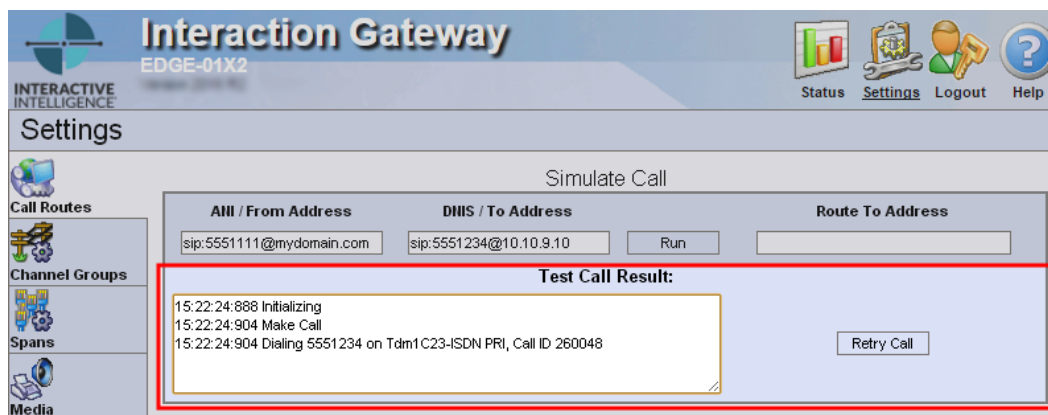 Interaction Gateway
EDGE-01X2
INTERACTIVE
INTELLIGENCE
Status Settings Logout Help
Settings
Call Routes
Channel Groups
Spans
Media
Simulate Call
ANI / From Address DNIS / To Address Route To Address
sip:5551111@mydomain.com sip:5551234@10.10.9.10 Run
Test Call Result:
15:22:24:888 Initializing
15:22:24:904 Make Call
15:22:24:904 Dialing 5551234 on Tdm1C23-ISDN PRI, Call ID 260048
Retry Call